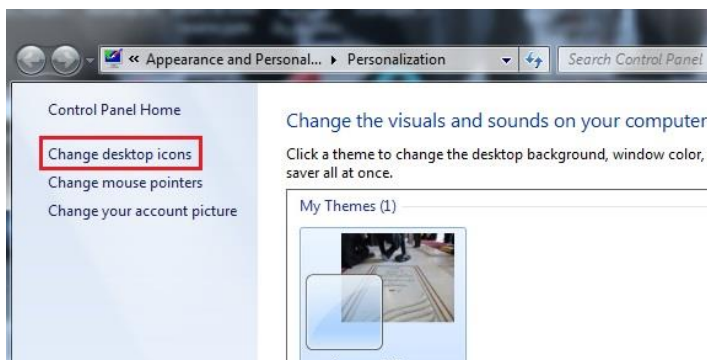 « Appearance and Personal... ▸ Personalization
Search Control Panel
Control Panel Home
Change desktop icons
Change mouse pointers
Change your account picture
Change the visuals and sounds on your computer
Click a theme to change the desktop background, window color,
saver all at once.
My Themes (1)